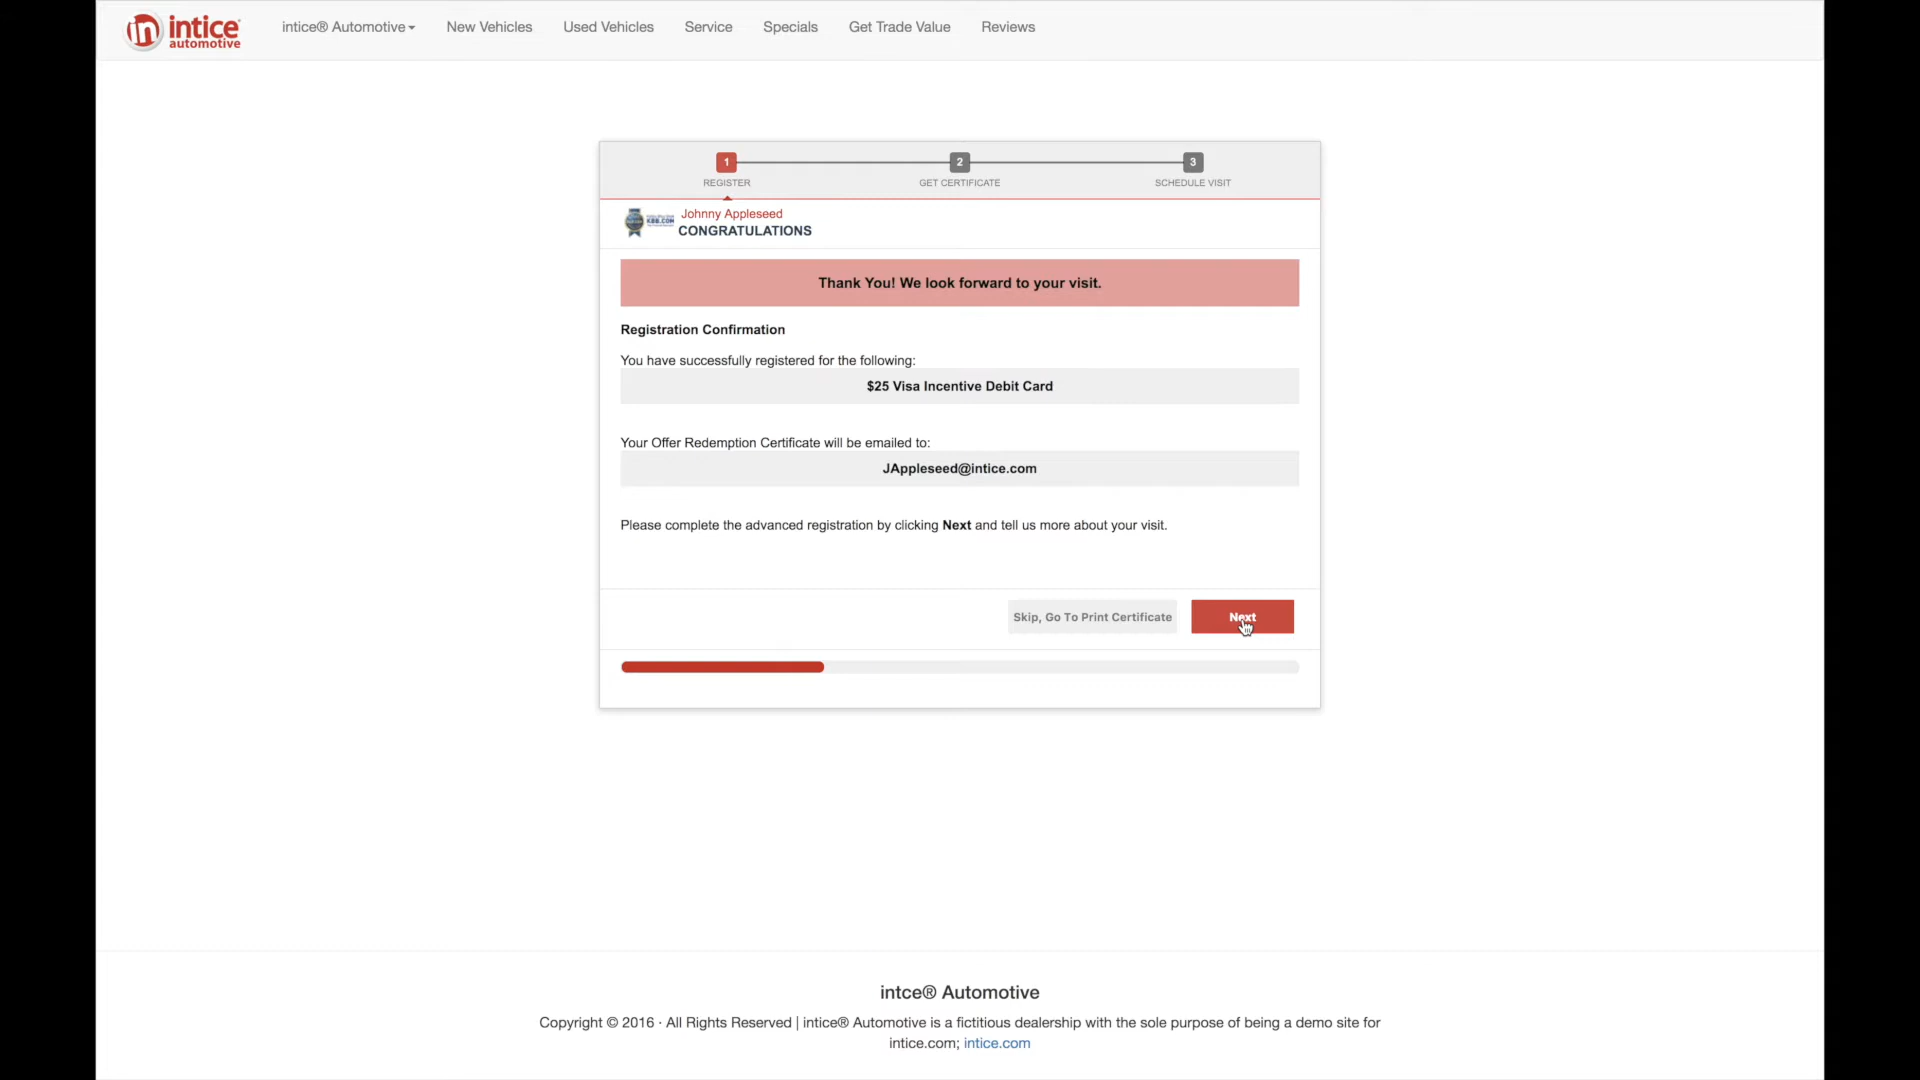 intice®
automotive
intice® Automotive
New Vehicles
Used Vehicles
Service
Specials
Get Trade Value
Reviews
1
2
3
REGISTER
GET CERTIFICATE
SCHEDULE VISIT
KBB.COM
Johnny Appleseed
CONGRATULATIONS
Thank You! We look forward to your visit.
Registration Confirmation
You have successfully registered for the following:
$25 Visa Incentive Debit Card
Your Offer Redemption Certificate will be emailed to:
JAppleseed@intice.com
Please complete the advanced registration by clicking Next and tell us more about your visit.
Skip, Go To Print Certificate
Next
intce® Automotive
Copyright © 2016 · All Rights Reserved | intice® Automotive is a fictitious dealership with the sole purpose of being a demo site for
intice.com; intice.com